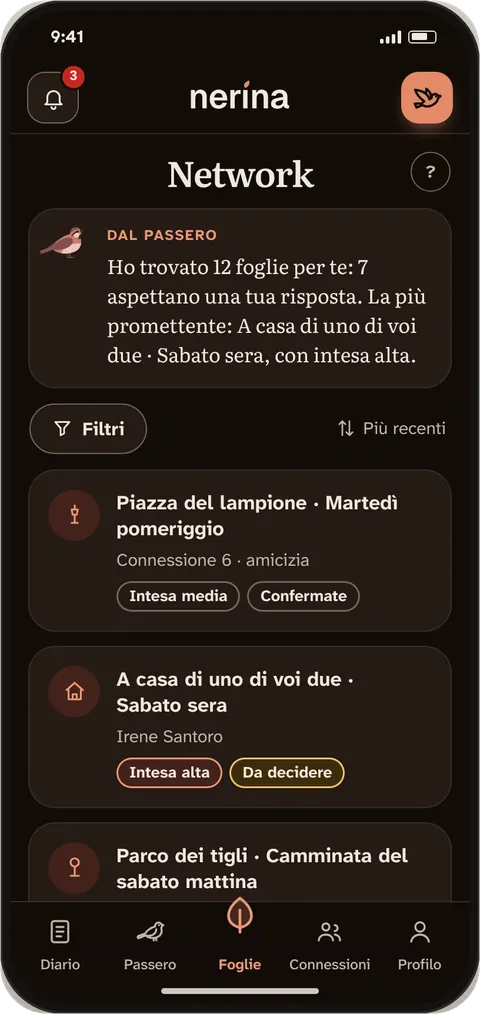 9:41
3
nerina
Network
?
DAL PASSERO
Ho trovato 12 foglie per te: 7
aspettano una tua risposta. La più
promettente: A casa di uno di voi
due · Sabato sera, con intesa alta.
Filtri
Più recenti
Piazza del lampione · Martedì
pomeriggio
Connessione 6 · amicizia
Intesa media
Confermate
A casa di uno di voi due ·
Sabato sera
Irene Santoro
Intesa alta
Da decidere
Parco dei tigli · Camminata del
sabato mattina
Diario
Passero
Foglie
Connessioni
Profilo